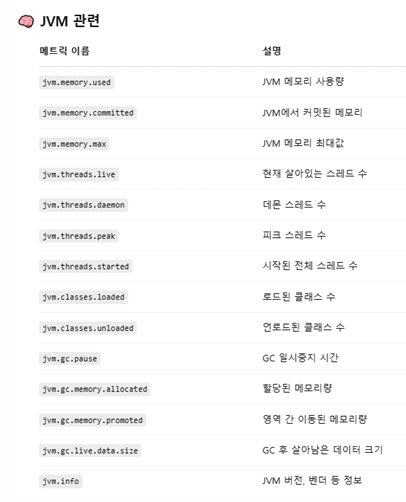 🧠 JVM 관련
메트릭 이름 설명
jvm.memory.used JVM 메모리 사용량
jvm.memory.committed JVM에서 커밋된 메모리
jvm.memory.max JVM 메모리 최대값
jvm.threads.live 현재 살아있는 스레드 수
jvm.threads.daemon 데몬 스레드 수
jvm.threads.peak 피크 스레드 수
jvm.threads.started 시작된 전체 스레드 수
jvm.classes.loaded 로드된 클래스 수
jvm.classes.unloaded 언로드된 클래스 수
jvm.gc.pause GC 일시중지 시간
jvm.gc.memory.allocated 할당된 메모리량
jvm.gc.memory.promoted 영역 간 이동된 메모리량
jvm.gc.live.data.size GC 후 살아남은 데이터 크기
jvm.info JVM 버전, 벤더 등 정보